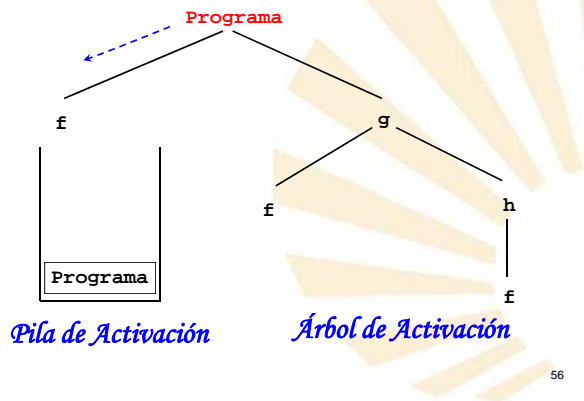 Programa
f
g
f
h
Programa
f
Pila de Activación
Árbol de Activación
56